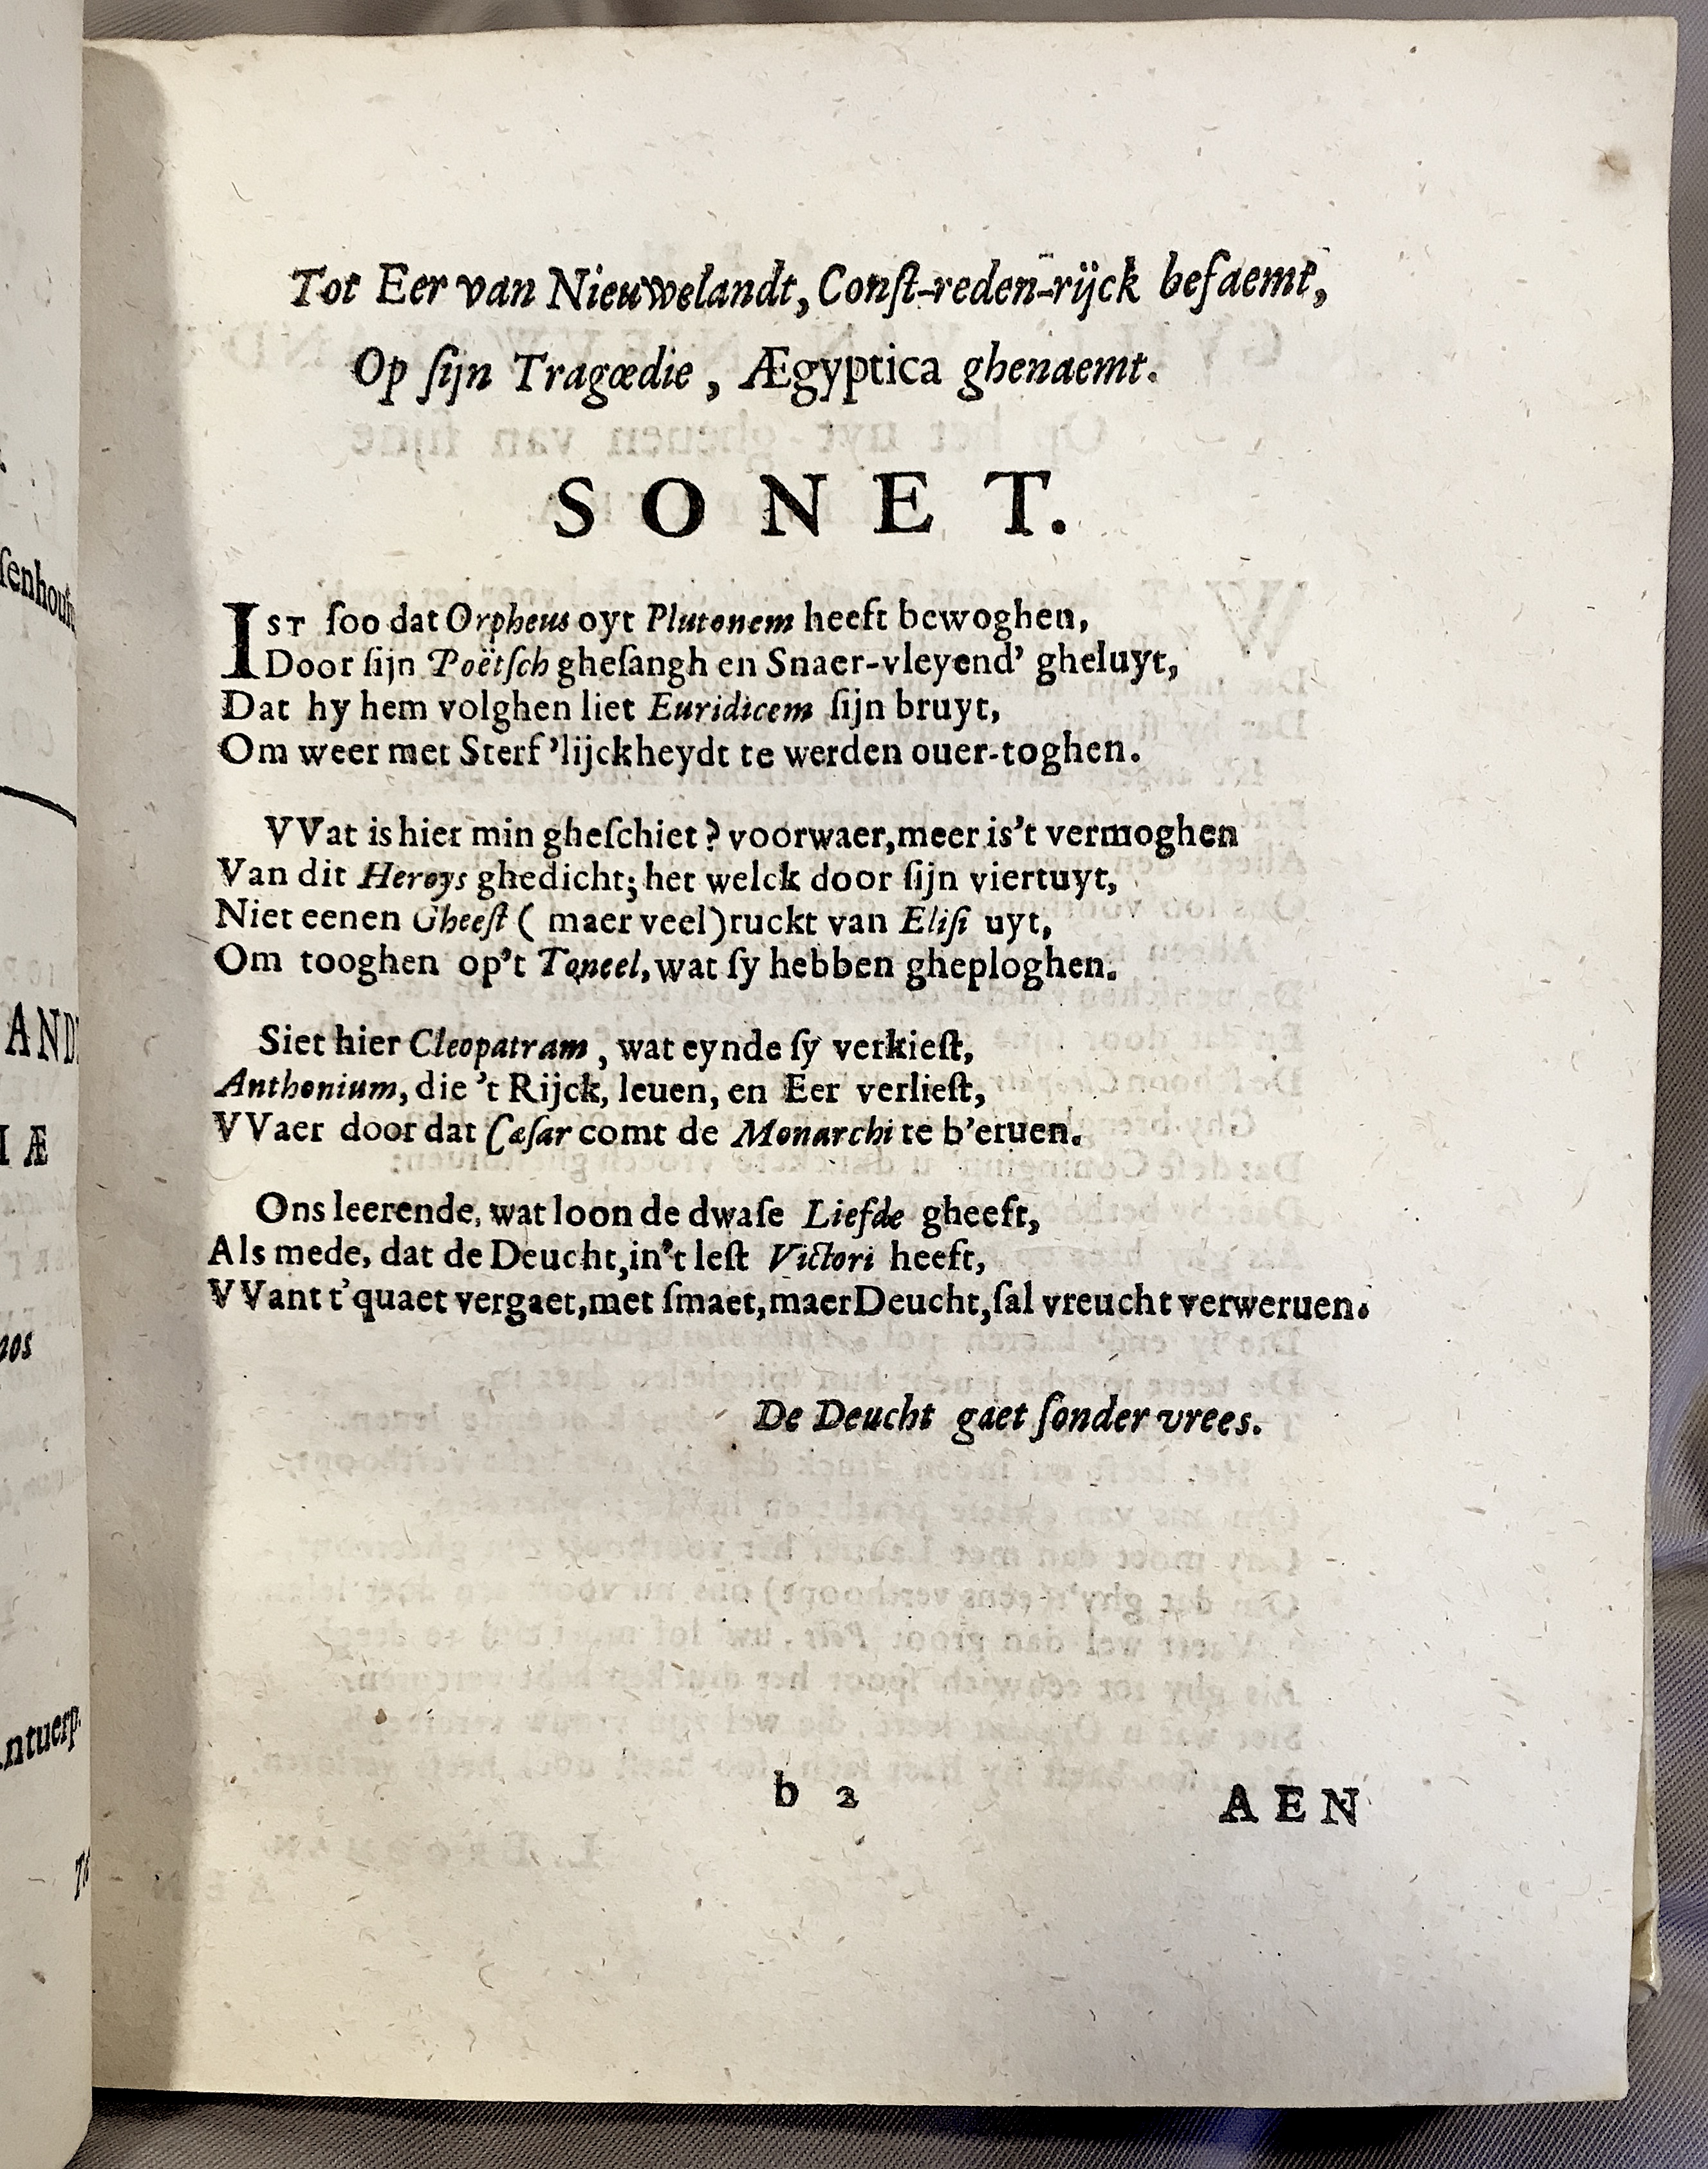 Tot Eer van Nieuwelandt, Conſt-reden-rijck befaemt,
Op ſijn Tragœdie, Ægyptica ghenaemt.
SONET.
IST ſoo dat Orpheus oyt Plutonem heeft bewoghen,
Door ſijn Poëtſch gheſangh en Snaer-vleyend’ gheluyt,
Dat hy hem volghen liet Euridicem ſijn bruyt,
Om weer met Sterf’lijckheydt te werden ouer-toghen.
VVat is hier min gheſchiet? voorwaer, meer is’t vermoghen
Van dit Heroys ghedicht; het welck door ſijn viertuyt,
Niet eenen Gheeſt ( maer veel) ruckt van Eliſi uyt,
Om tooghen op’t Toneel, wat ſy hebben gheploghen.
Siet hier Cleopatram, wat eynde ſy verkieſt,
Anthonium, die ’t Rijck, leuen, en Eer verlieſt,
VVaer door dat Cæſar comt de Monarchi te b’eruen.
Ons leerende, wat loon de dwaſe Liefde gheeft,
Als mede, dat de Deucht, in’t leſt Victori heeft,
VVant t’quaet vergaet, met ſmaet, maer Deucht, ſal vreucht verweruen.
De Deucht gaet ſonder vrees.
b 2
AEN